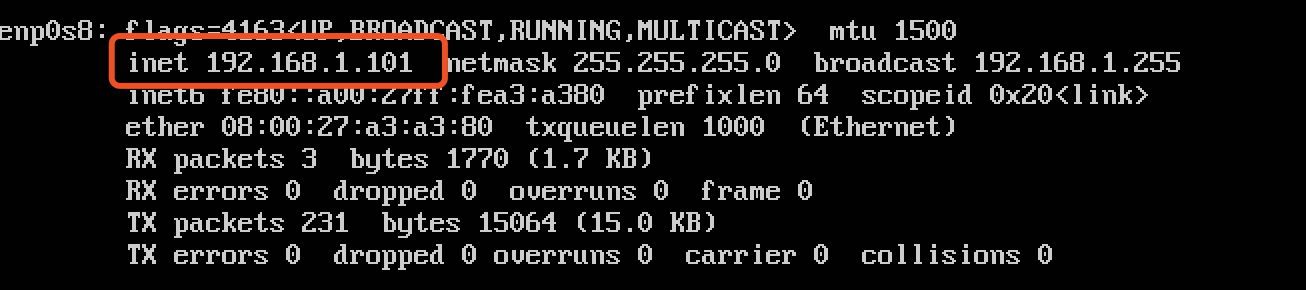 enp0s8: flags=4163<UP,BROADCAST,RUNNING,MULTICAST>  mtu 1500
inet 192.168.1.101  netmask 255.255.255.0  broadcast 192.168.1.255
inet6 fe80::a00:27ff:fea3:a380  prefixlen 64  scopeid 0x20<link>
ether 08:00:27:a3:a3:80  txqueuelen 1000  (Ethernet)
RX packets 3  bytes 1770 (1.7 KB)
RX errors 0  dropped 0  overruns 0  frame 0
TX packets 231  bytes 15064 (15.0 KB)
TX errors 0  dropped 0 overruns 0  carrier 0  collisions 0